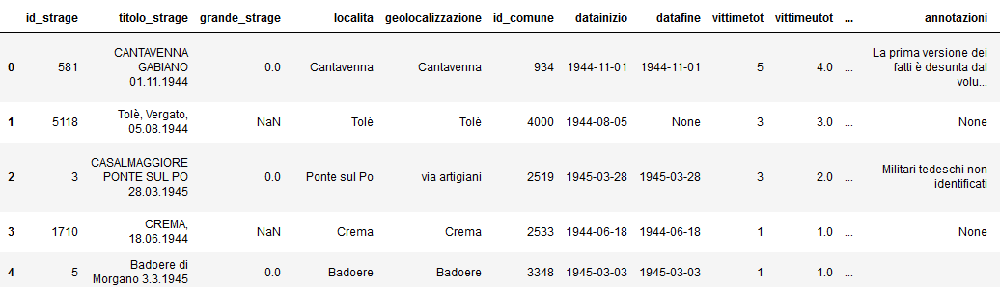 id_strage titolo_strage grande_strage localita geolocalizzazione id_comune datainizio datafine vittimetot vittimeutot ... annotazioni
0 581 CANTAVENNA GABIANO 01.11.1944 0.0 Cantavenna Cantavenna 934 1944-11-01 1944-11-01 5 4.0 ... La prima versione dei fatti è desunta dal volu...
1 5118 Tolè, Vergato, 05.08.1944 NaN Tolè Tolè 4000 1944-08-05 None 3 3.0 ... None
2 3 CASALMAGGIORE PONTE SUL PO 28.03.1945 0.0 Ponte sul Po via artigiani 2519 1945-03-28 1945-03-28 3 2.0 ... Militari tedeschi non identificati
3 1710 CREMA, 18.06.1944 NaN Crema Crema 2533 1944-06-18 1944-06-18 1 1.0 ... None
4 5 Badoere di Morgano 3.3.1945 0.0 Badoere Badoere 3348 1945-03-03 1945-03-03 1 1.0 ...